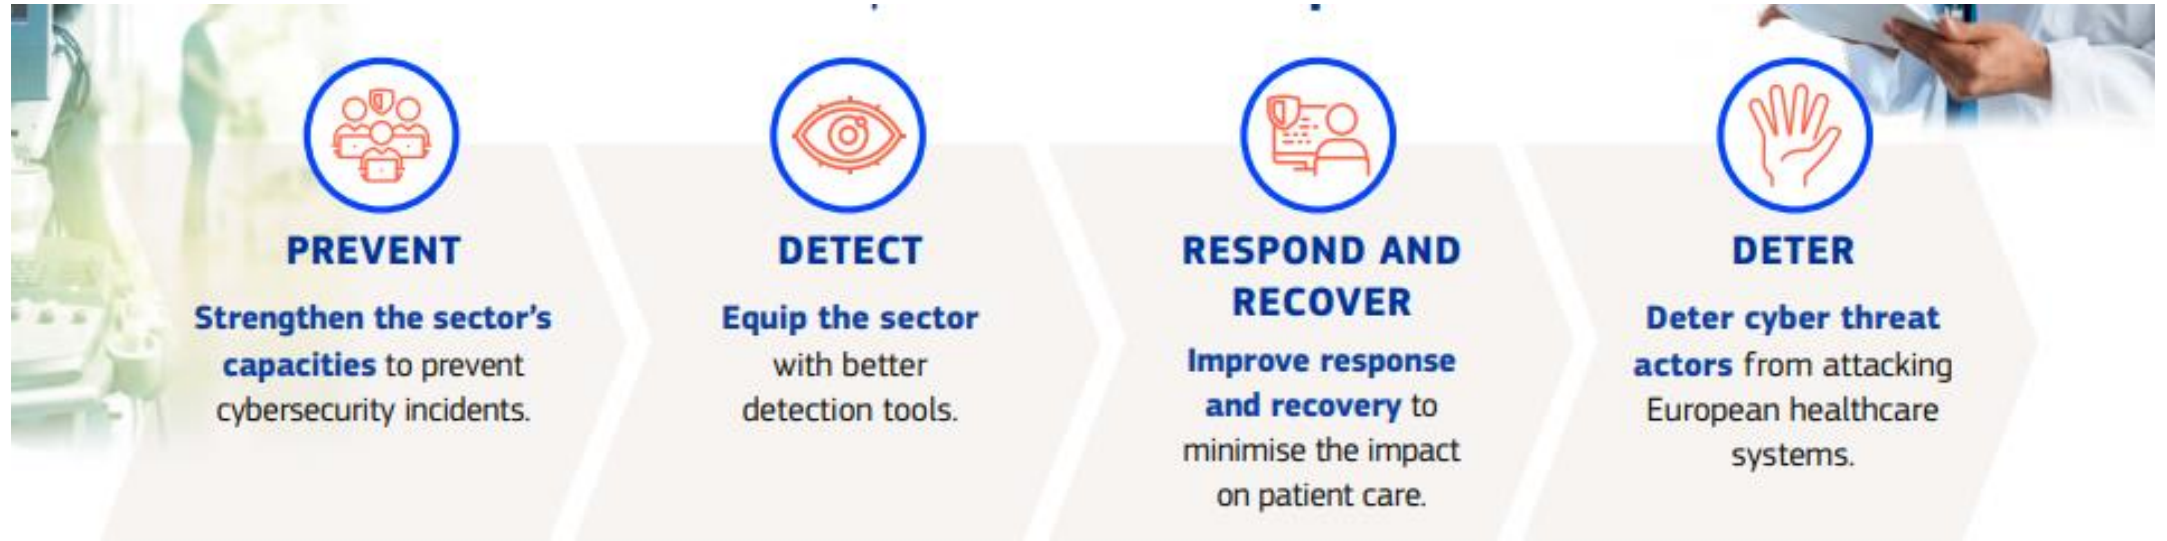 PREVENT
Strengthen the sector's
capacities to prevent
cybersecurity incidents.
DETECT
Equip the sector
with better
detection tools.
RESPOND AND
RECOVER
Improve response
and recovery to
minimise the impact
on patient care.
DETER
Deter cyber threat
actors from attacking
European healthcare
systems.